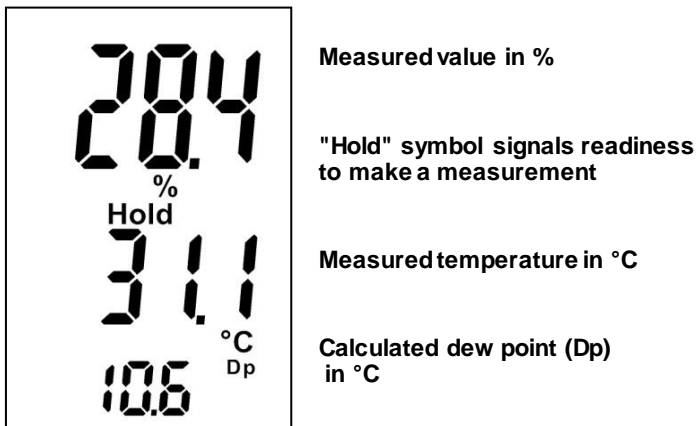 28.4
Measured value in %
%
Hold
"Hold" symbol signals readiness
to make a measurement
31.1
Measured temperature in °C
°C
Dp
Calculated dew point (Dp)
in °C
10.6